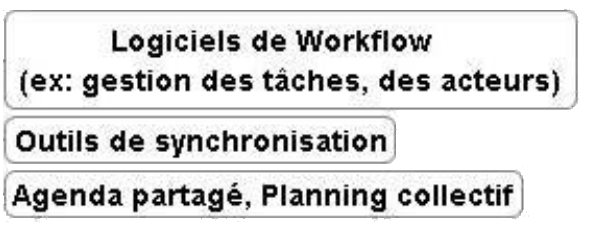 Logiciels de Workflow
(ex: gestion des tâches, des acteurs)
Outils de synchronisation
Agenda partagé, Planning collectif